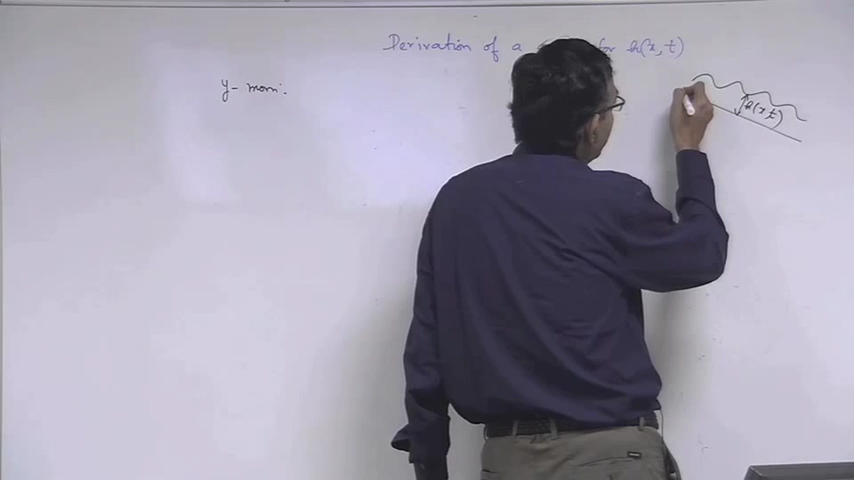 Derivation of a for h(x,t)
y-mom:
h(x,t)